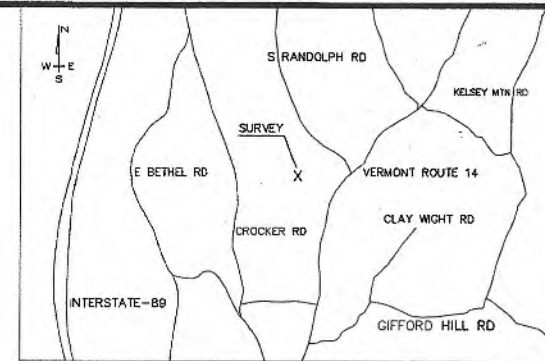 N
W E
S
S RANDOLPH RD
KELSEY MTN RD
SURVEY
E BETHEL RD
X
VERMONT ROUTE 14
CLAY WIGHT RD
CROCKER RD
INTERSTATE-89
GIFFORD HILL RD